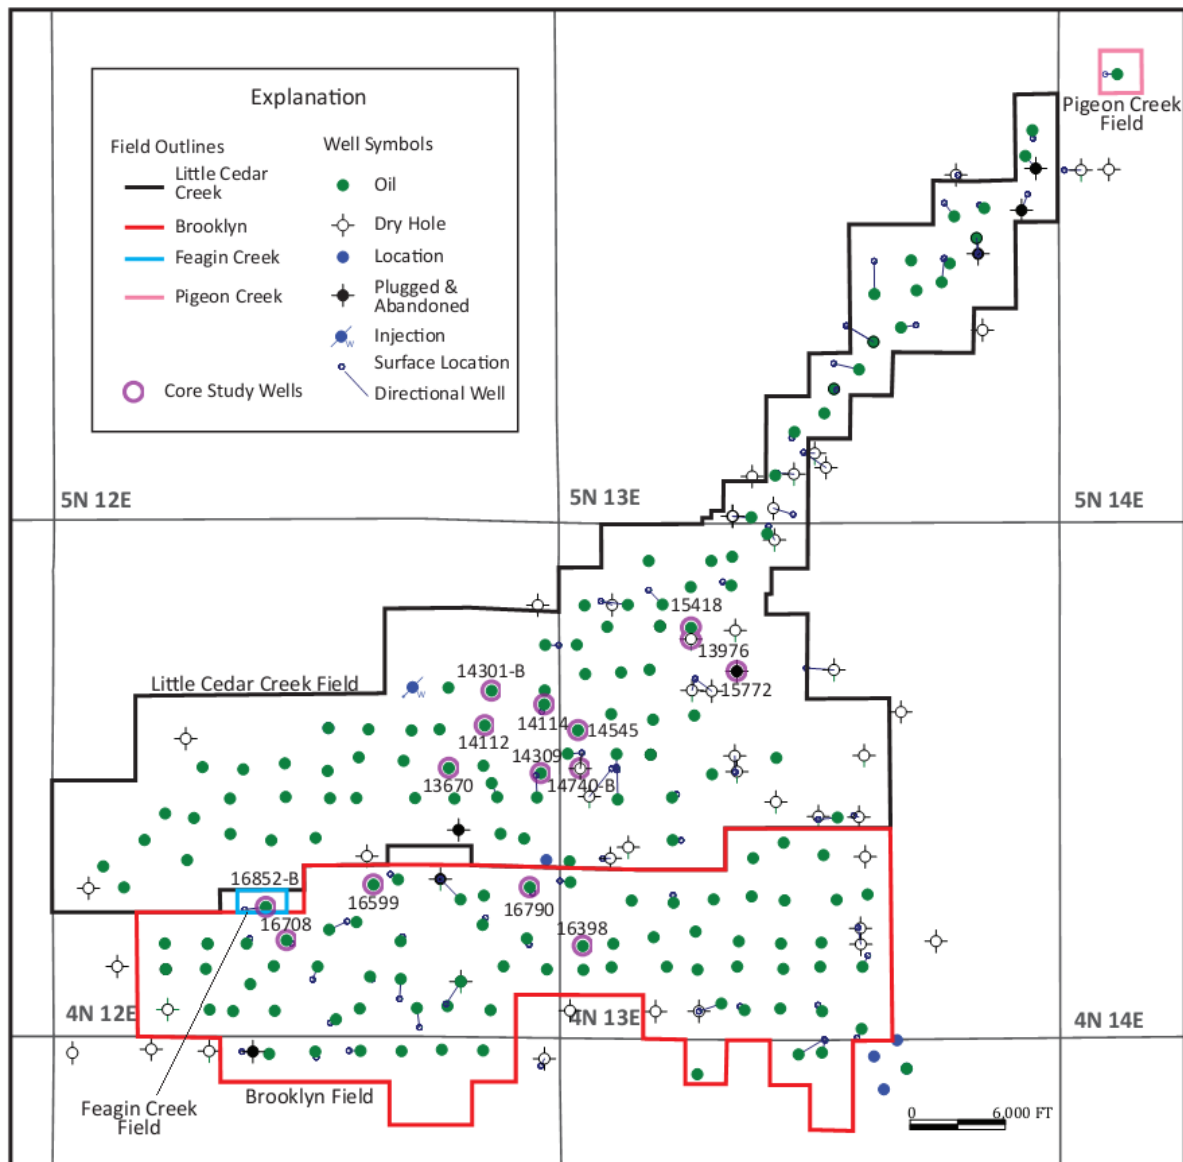 Explanation
Field Outlines
Well Symbols
Little Cedar
Creek
Brooklyn
Feagin Creek
Pigeon Creek
Oil
Dry Hole
Location
Plugged &
Abandoned
W
Injection
Surface Location
Directional Well
Core Study Wells
Pigeon Creek
Field
5N 12E
5N 13E
5N 14E
15418
13976
15772
14301-B
Little Cedar Creek Field
W
14114
14545
14112
14309
13670
14740-B
16852-B
16599
16790
16708
16398
4N 12E
4N 13E
4N 14E
Brooklyn Field
Feagin Creek
Field
0
6,000 FT